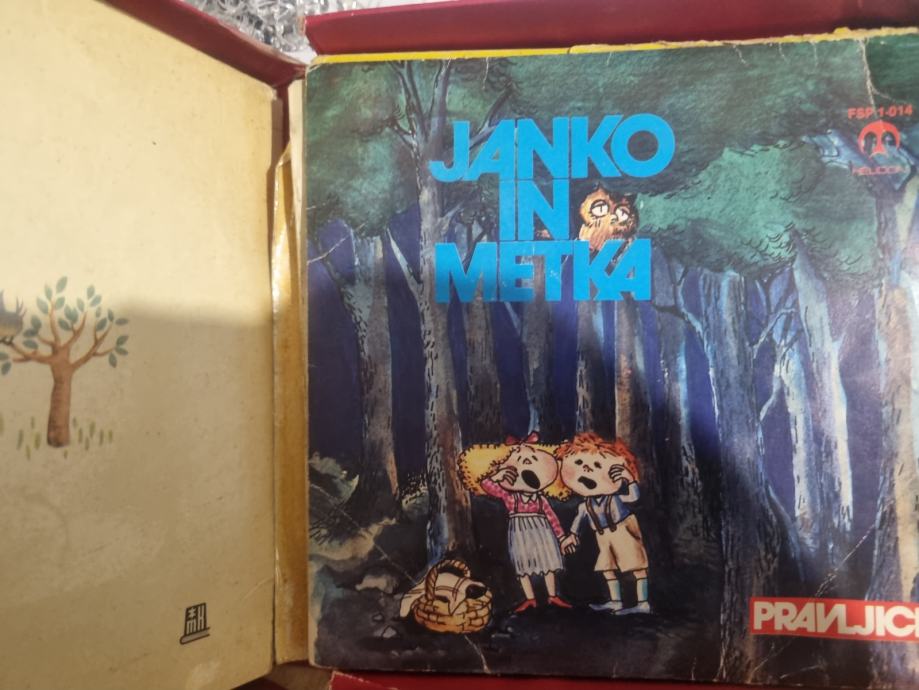 JANKO
IN
METKA
FSP 1-014
HELIDON
PRAVLJICE